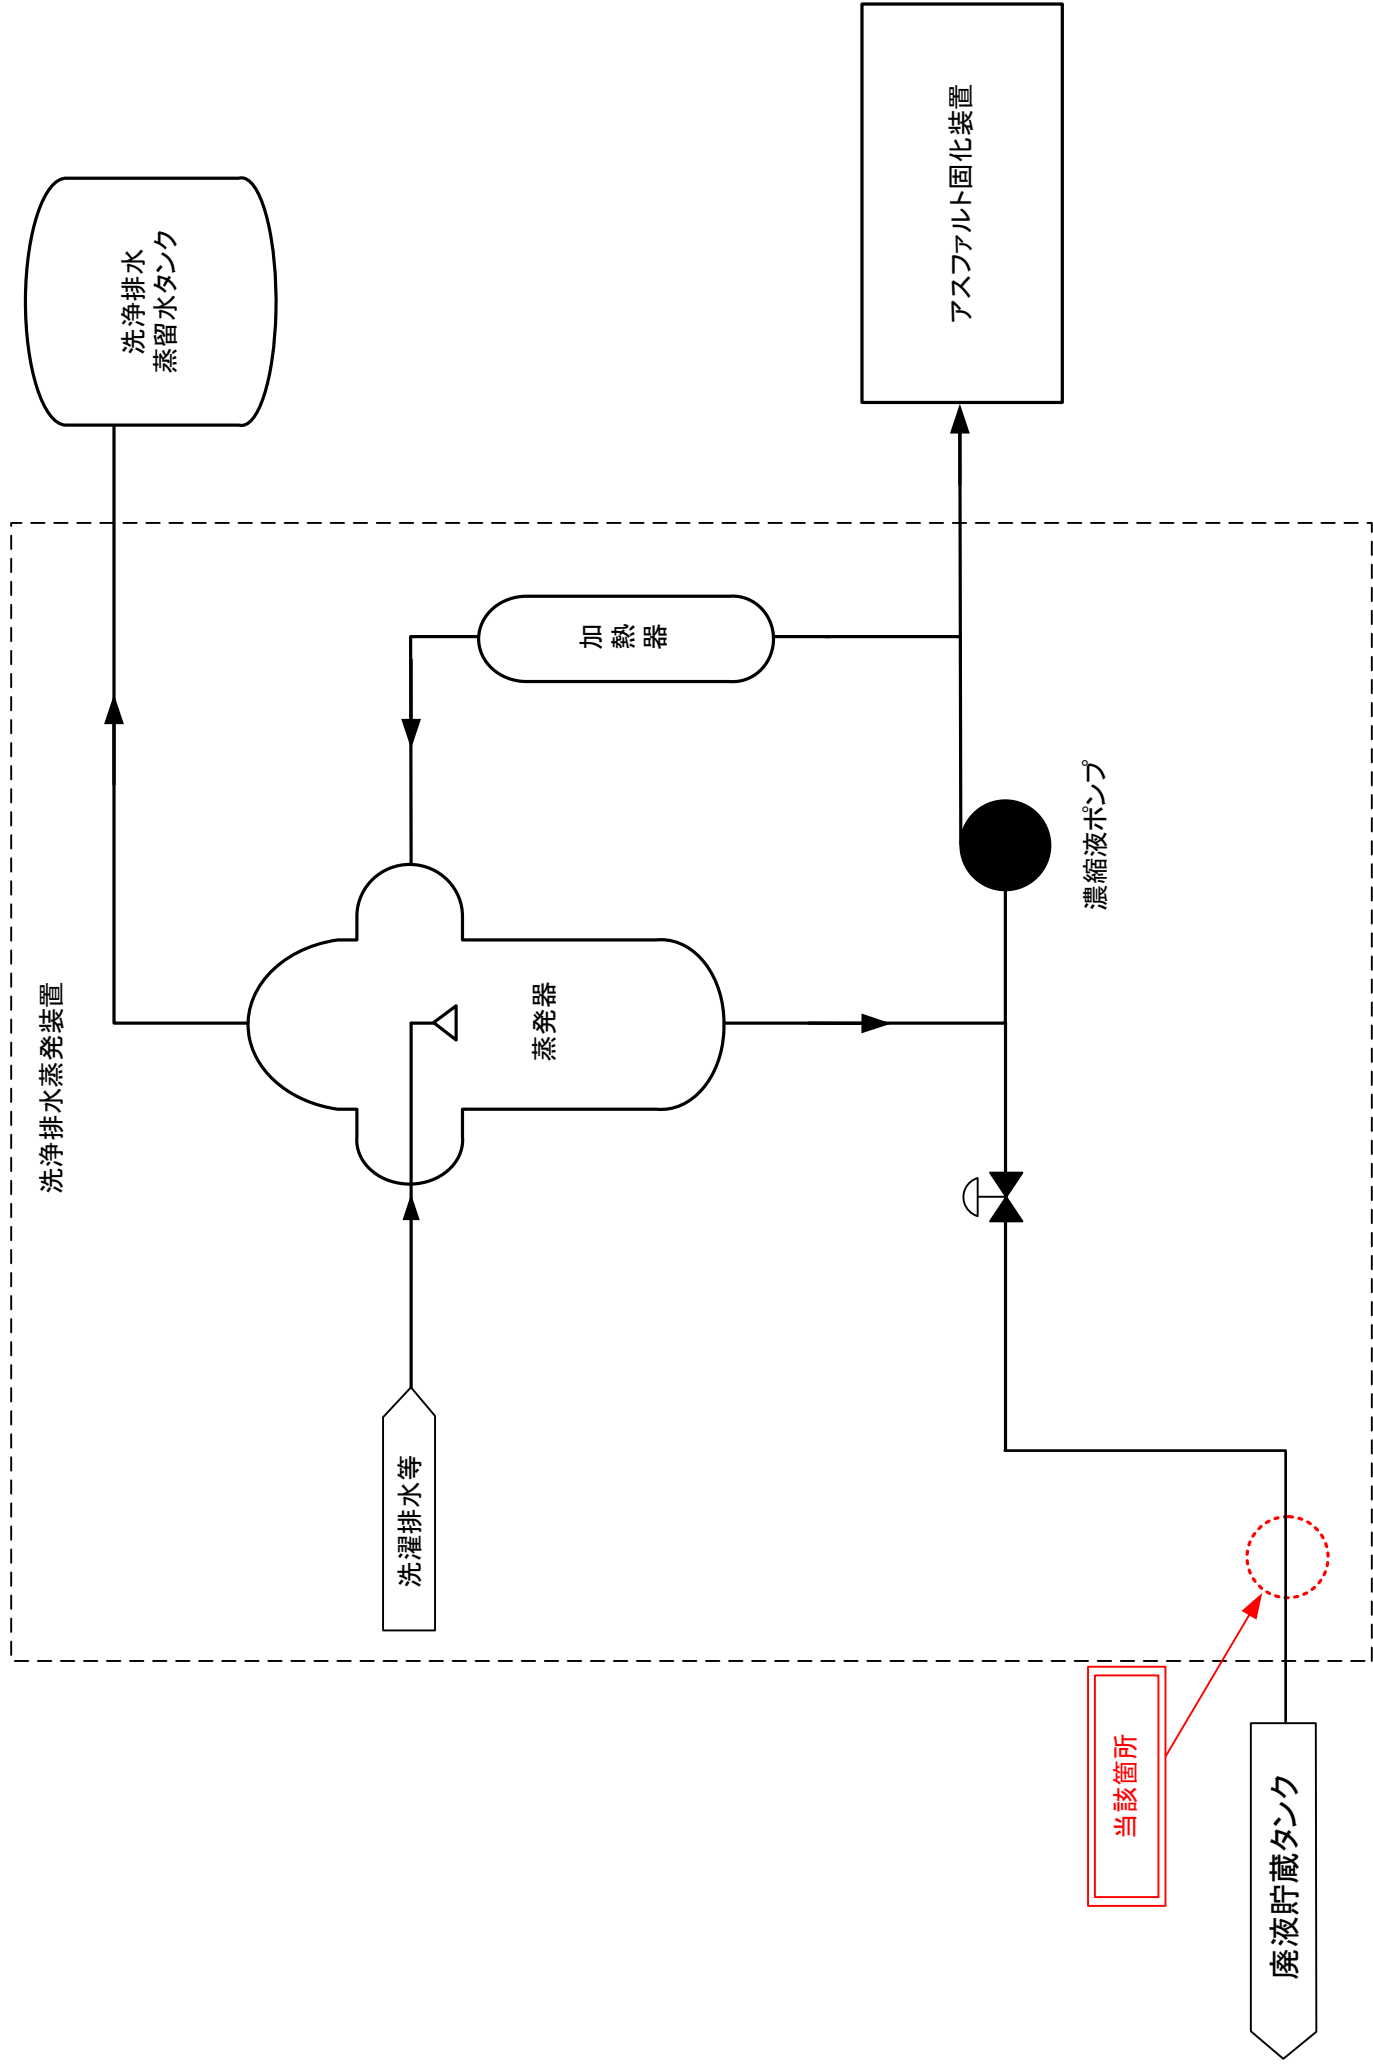 洗浄排水蒸発装置
洗浄排水
蒸留水タンク
加
熱
器
蒸発器
洗濯排水等
アスファルト固化装置
濃縮液ポンプ
当該箇所
廃液貯蔵タンク